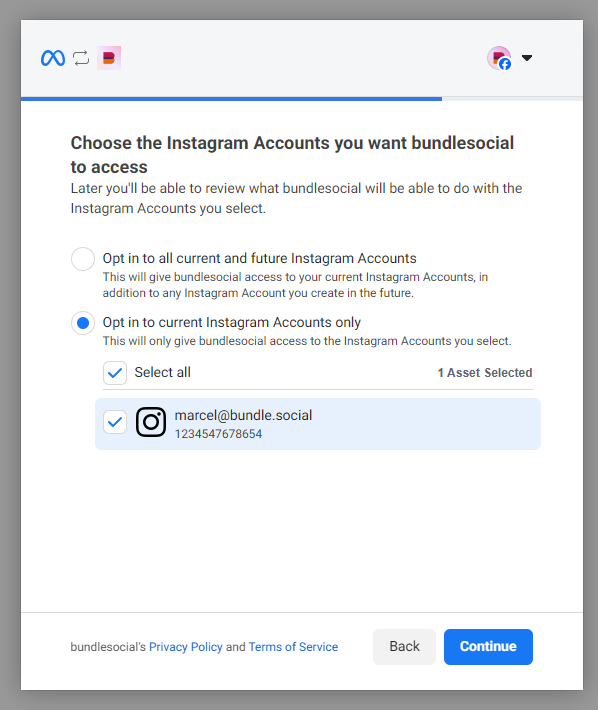 Choose the Instagram Accounts you want bundlesocial
to access
Later you'll be able to review what bundlesocial will be able to do with the
Instagram Accounts you select.
Opt in to all current and future Instagram Accounts
This will give bundlesocial access to your current Instagram Accounts, in
addition to any Instagram Account you create in the future.
Opt in to current Instagram Accounts only
This will only give bundlesocial access to the Instagram Accounts you select.
Select all 1 Asset Selected
marcel@bundle.social
1234547678654
bundlesocial's Privacy Policy and Terms of Service Back Continue